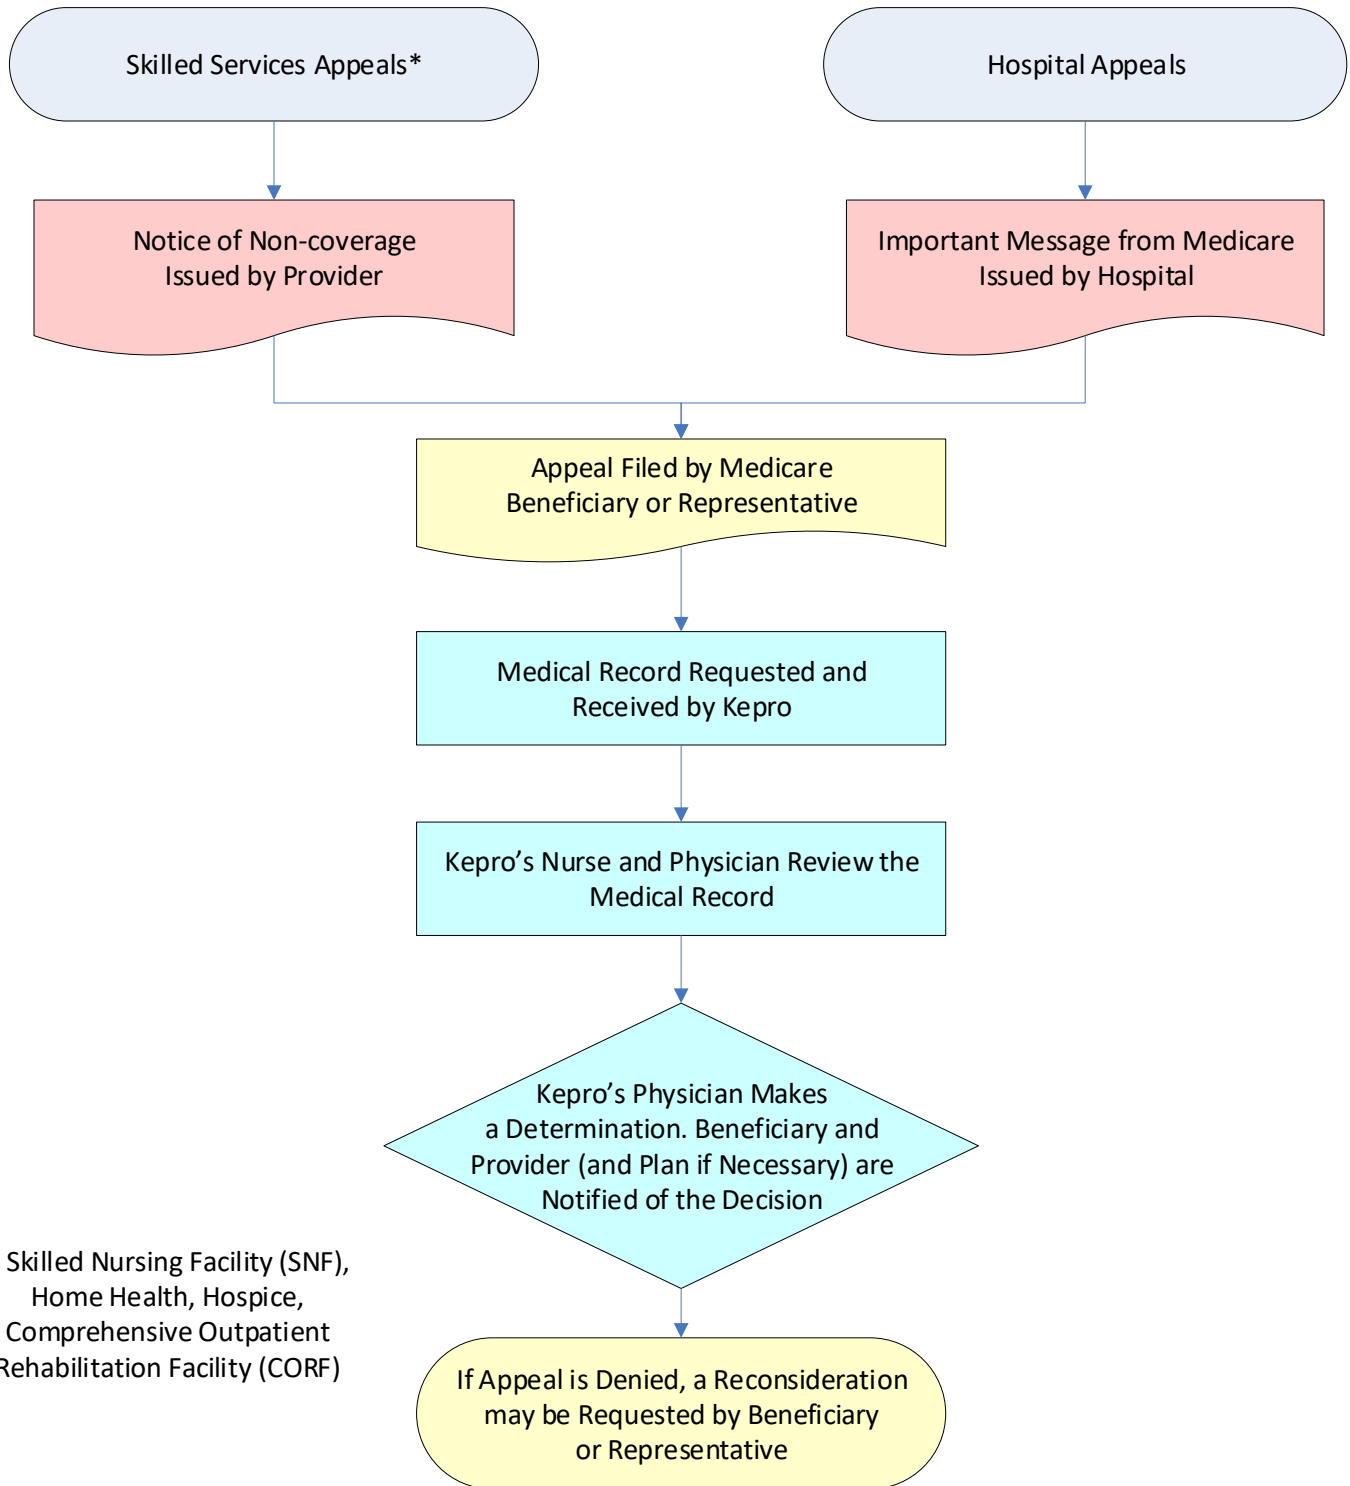 Skilled Services Appeals*
Hospital Appeals
Notice of Non-coverage
Issued by Provider
Important Message from Medicare
Issued by Hospital
Appeal Filed by Medicare
Beneficiary or Representative
Medical Record Requested and
Received by Kepro
Kepro’s Nurse and Physician Review the
Medical Record
Kepro’s Physician Makes
a Determination. Beneficiary and
Provider (and Plan if Necessary) are
Notified of the Decision
Skilled Nursing Facility (SNF),
Home Health, Hospice,
Comprehensive Outpatient
Rehabilitation Facility (CORF)
If Appeal is Denied, a Reconsideration
may be Requested by Beneficiary
or Representative